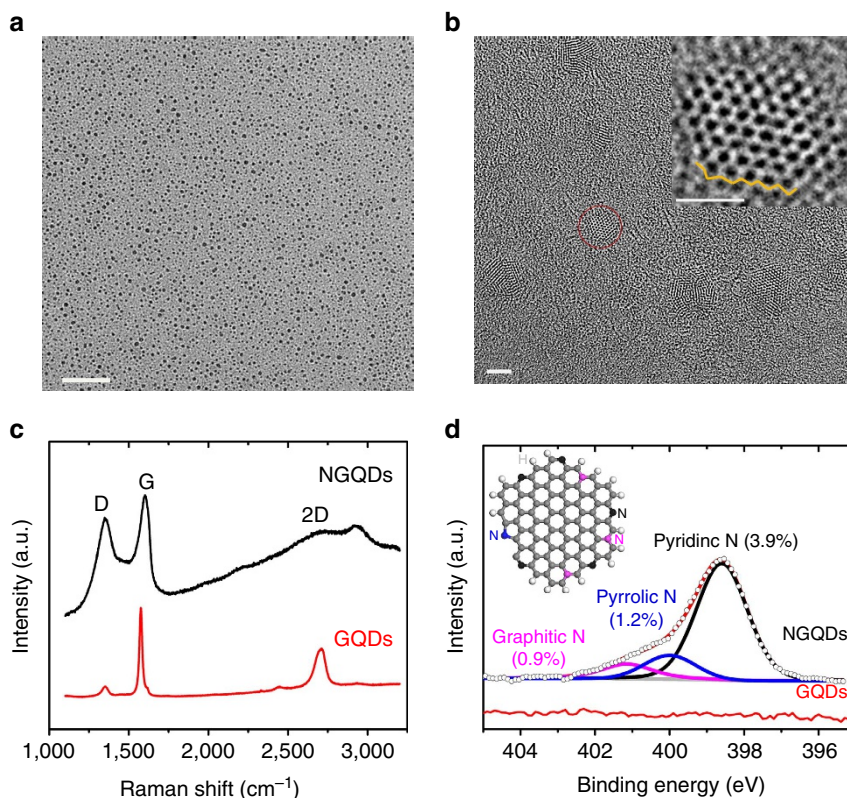 a
b
c
Intensity (a.u.)
D
G
2D
NGQDs
GQDs
1,000
1,500
2,000
2,500
3,000
Raman shift (cm⁻¹)
d
Intensity (a.u.)
H
N
N
N
Pyridinc N (3.9%)
Pyrrolic N
(1.2%)
Graphitic N
(0.9%)
NGQDs
GQDs
404
402
400
398
396
Binding energy (eV)